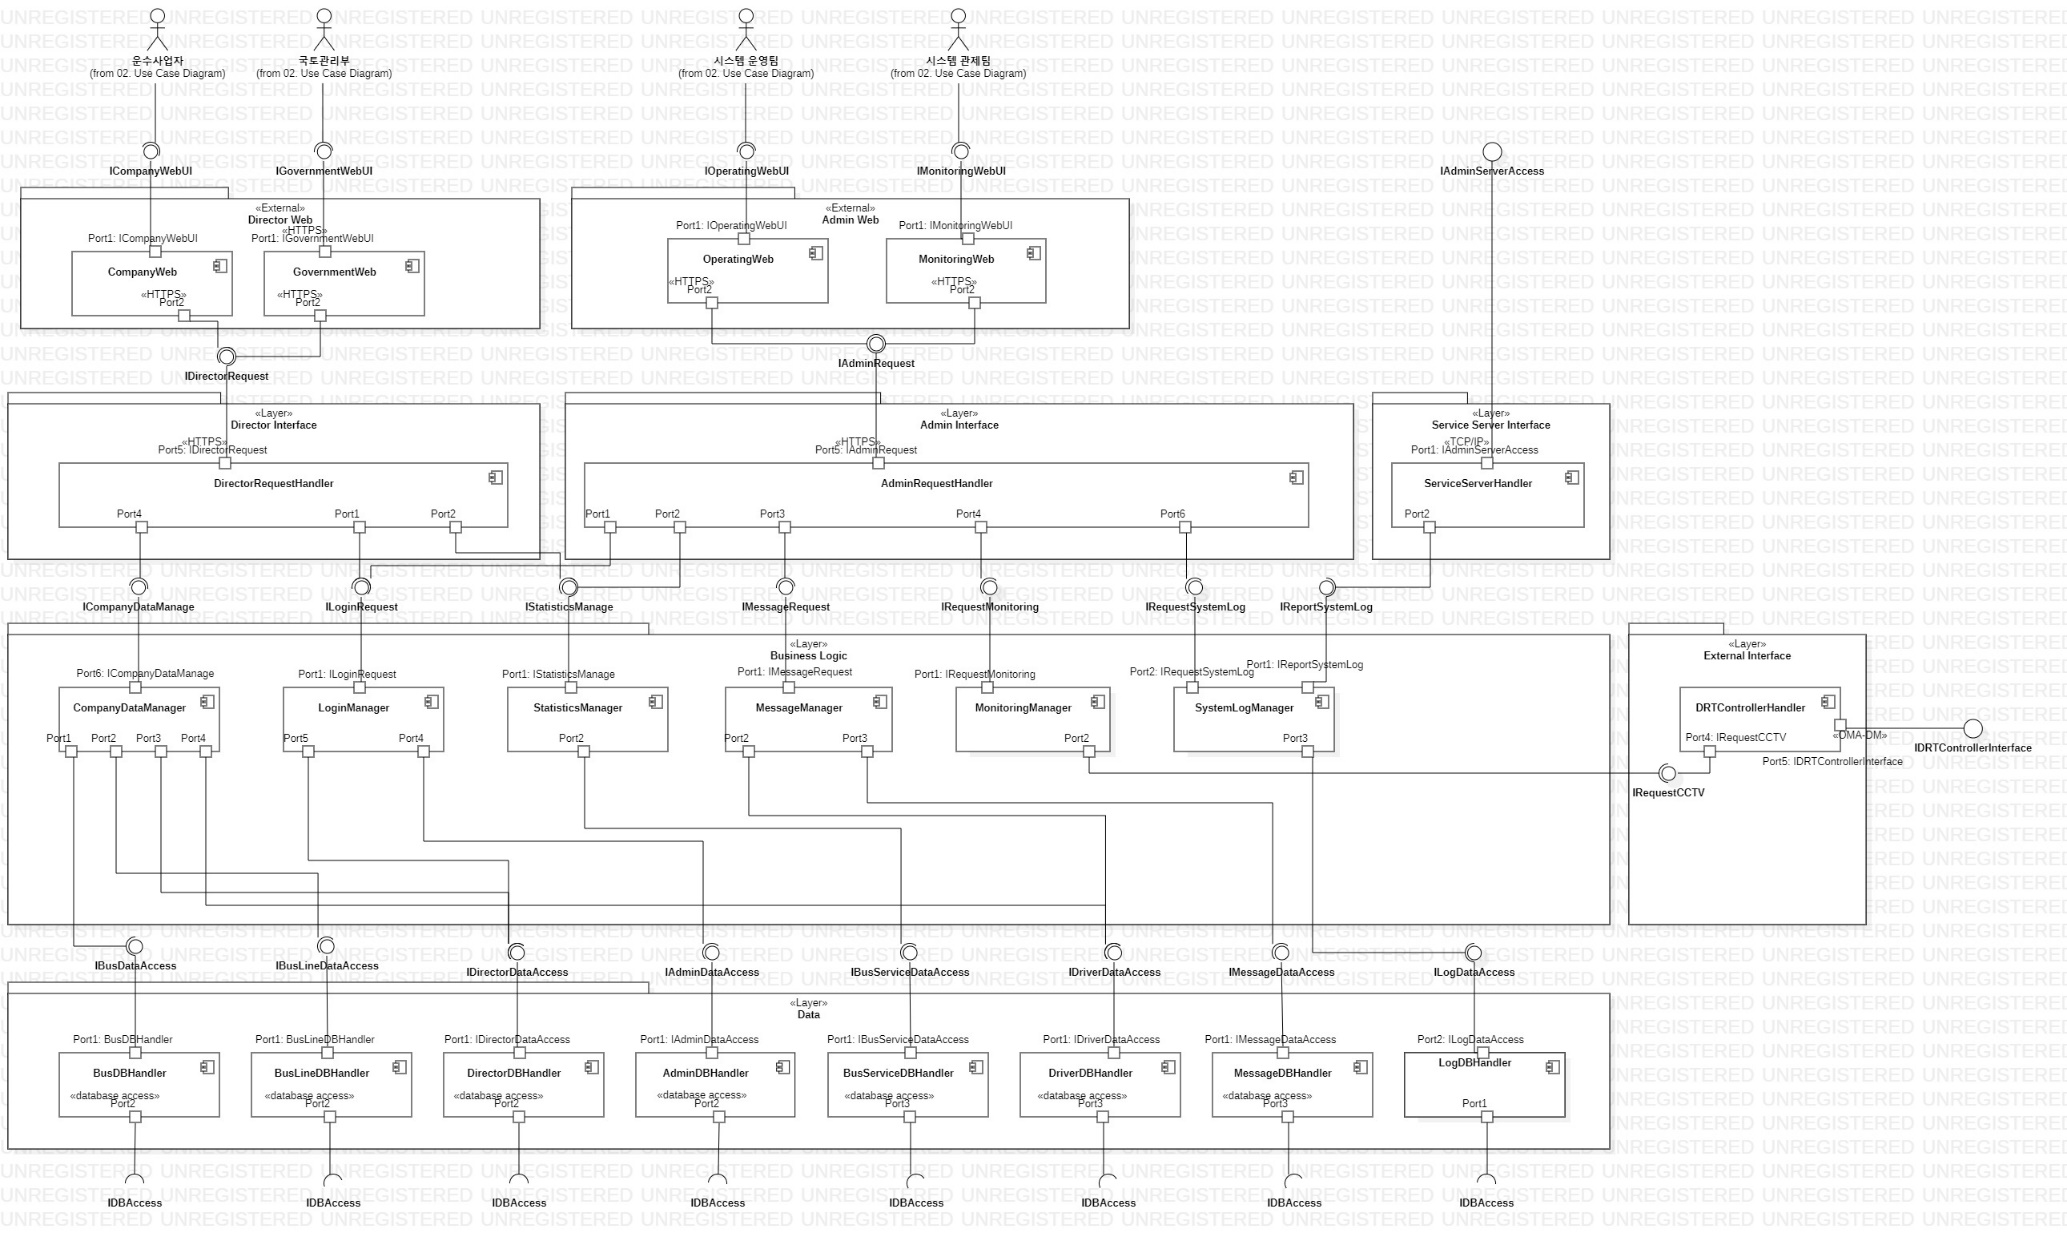 운수사업자
(from 02. Use Case Diagram)
국토관리부
(from 02. Use Case Diagram)
시스템 운영팀
(from 02. Use Case Diagram)
시스템 관제팀
(from 02. Use Case Diagram)
ICompanyWebUI
IGovernmentWebUI
IOperatingWebUI
IMonitoringWebUI
IAdminServerAccess
«External»
Director Web
«HTTPS»
Port1: ICompanyWebUI
Port1: IGovernmentWebUI
CompanyWeb
GovernmentWeb
«HTTPS»
Port2
«HTTPS»
Port2
«External»
Admin Web
Port1: IOperatingWebUI
Port1: IMonitoringWebUI
OperatingWeb
MonitoringWeb
«HTTPS»
Port2
«HTTPS»
Port2
IDirectorRequest
IAdminRequest
«Layer»
Director Interface
«HTTPS»
Port5: IDirectorRequest
DirectorRequestHandler
Port4
Port1
Port2
«Layer»
Admin Interface
«HTTPS»
Port5: IAdminRequest
AdminRequestHandler
Port1
Port2
Port3
Port4
Port6
«Layer»
Service Server Interface
«TCP/IP»
Port1: IAdminServerAccess
ServiceServerHandler
Port2
ICompanyDataManage
ILoginRequest
IStatisticsManage
IMessageRequest
IRequestMonitoring
IRequestSystemLog
IReportSystemLog
«Layer»
Business Logic
Port6: ICompanyDataManage
Port1: ILoginRequest
Port1: IStatisticsManage
Port1: IMessageRequest
Port1: IRequestMonitoring
Port2: IRequestSystemLog
Port1: IReportSystemLog
CompanyDataManager
LoginManager
StatisticsManager
MessageManager
MonitoringManager
SystemLogManager
Port1
Port2
Port3
Port4
Port5
Port4
Port2
Port2
Port3
Port2
Port3
«Layer»
External Interface
DRTControllerHandler
Port4: IRequestCCTV
«OMA-DM»
Port5: IDRTControllerInterface
IDRTControllerInterface
IRequestCCTV
IBusDataAccess
IBusLineDataAccess
IDirectorDataAccess
IAdminDataAccess
IBusServiceDataAccess
IDriverDataAccess
IMessageDataAccess
ILogDataAccess
«Layer»
Data
Port1: BusDBHandler
Port1: BusLineDBHandler
Port1: IDirectorDataAccess
Port1: IAdminDataAccess
Port1: IBusServiceDataAccess
Port1: IDriverDataAccess
Port1: IMessageDataAccess
Port2: ILogDataAccess
BusDBHandler
BusLineDBHandler
DirectorDBHandler
AdminDBHandler
BusServiceDBHandler
DriverDBHandler
MessageDBHandler
LogDBHandler
«database access»
Port2
«database access»
Port2
«database access»
Port2
«database access»
Port2
«database access»
Port3
«database access»
Port3
«database access»
Port3
Port1
IDBAccess
IDBAccess
IDBAccess
IDBAccess
IDBAccess
IDBAccess
IDBAccess
IDBAccess
UNREGISTERED